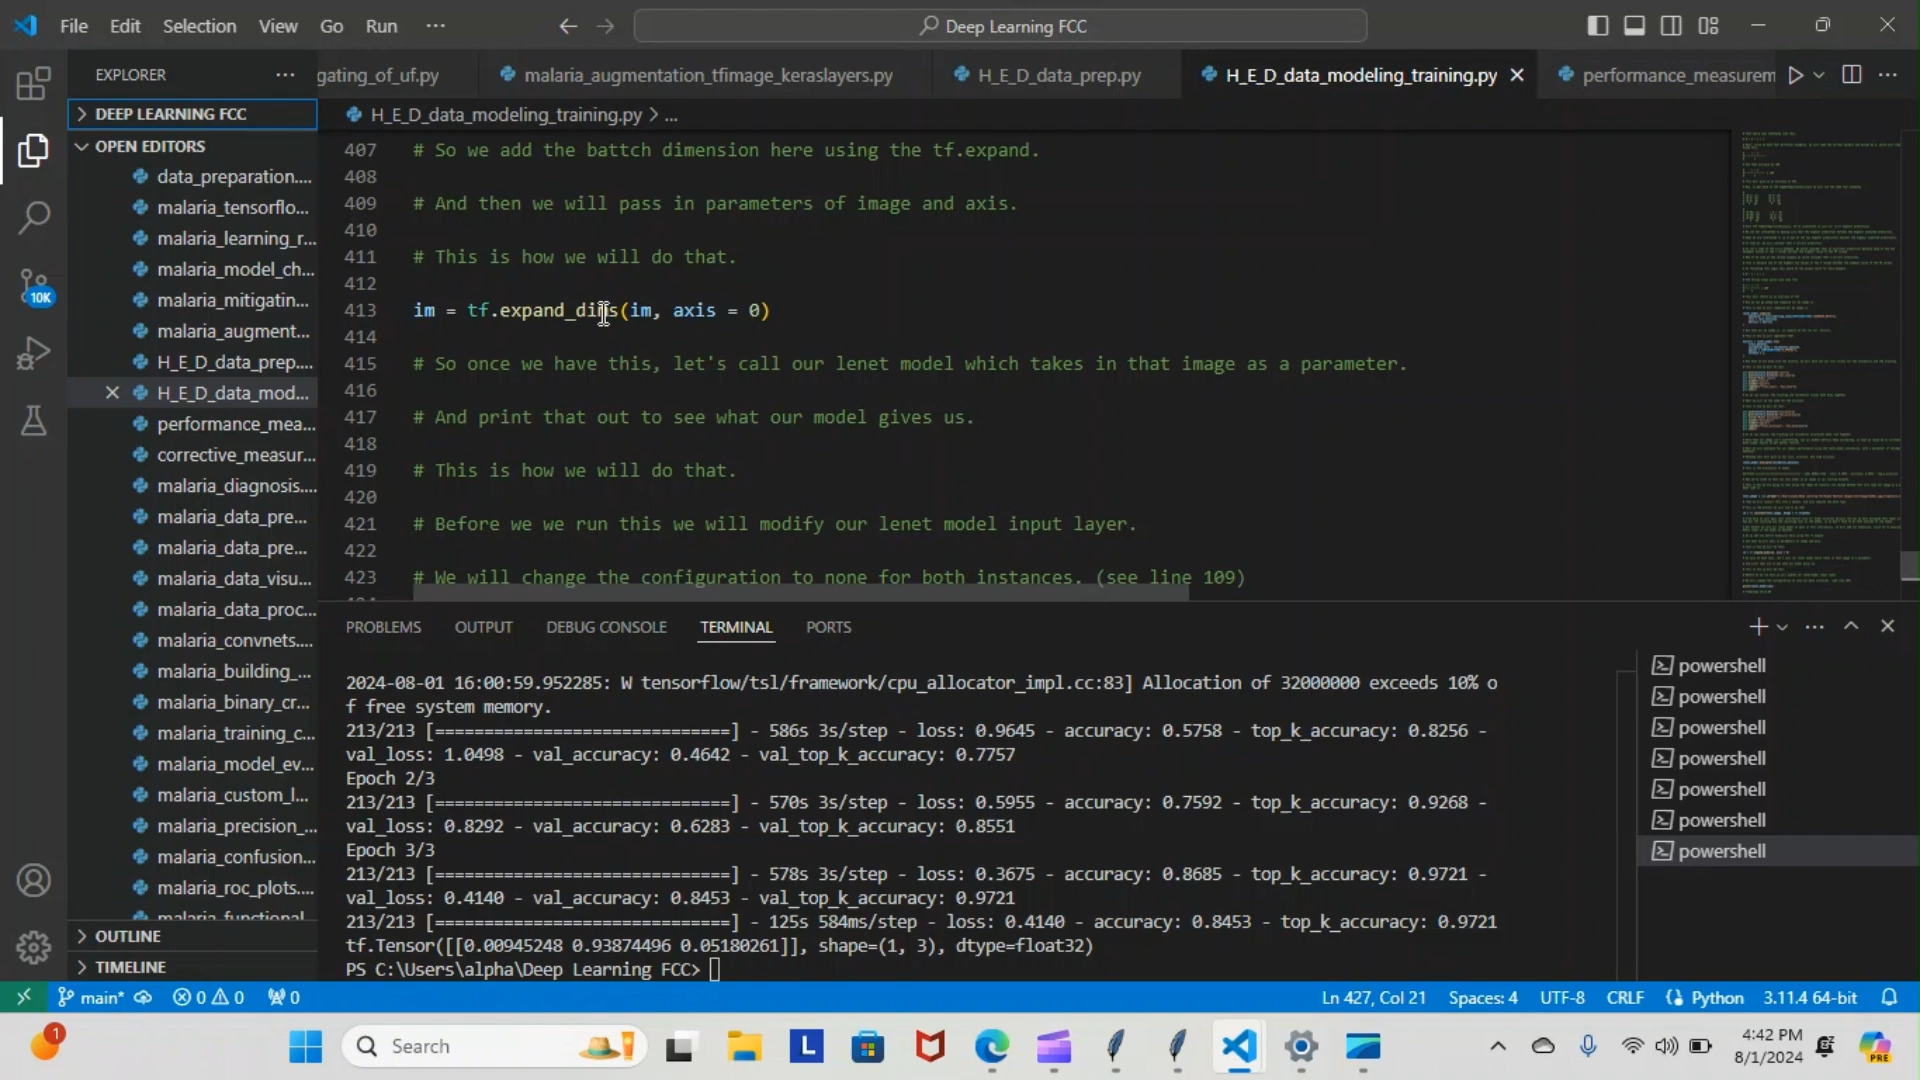 File Edit Selection View Go Run ···
Deep Learning FCC
EXPLORER
gating_of_uf.py
malaria_augmentation_tfimage_keraslayers.py
H_E_D_data_prep.py
H_E_D_data_modeling_training.py
performance_measurem
DEEP LEARNING FCC
H_E_D_data_modeling_training.py > ...
OPEN EDITORS
data_preparation....
malaria_tensorflo...
malaria_learning_r...
malaria_model_ch...
malaria_mitigatin...
malaria_augment...
H_E_D_data_prep....
H_E_D_data_mod...
performance_mea...
corrective_measur...
malaria_diagnosis....
malaria_data_pre...
malaria_data_pre...
malaria_data_visu...
malaria_data_proc...
malaria_convnets....
malaria_building_...
malaria_binary_cr...
malaria_training_c...
malaria_model_ev...
malaria_custom_l...
malaria_precision_...
malaria_confusion...
malaria_roc_plots....
malaria_functional
OUTLINE
TIMELINE
10K
407 # So we add the battch dimension here using the tf.expand.
408
409 # And then we will pass in parameters of image and axis.
410
411 # This is how we will do that.
412
413 im = tf.expand_dims(im, axis = 0)
414
415 # So once we have this, let's call our lenet model which takes in that image as a parameter.
416
417 # And print that out to see what our model gives us.
418
419 # This is how we will do that.
420
421 # Before we we run this we will modify our lenet model input layer.
422
423 # We will change the configuration to none for both instances. (see line 109)
PROBLEMS OUTPUT DEBUG CONSOLE TERMINAL PORTS
2024-08-01 16:00:59.952285: W tensorflow/tsl/framework/cpu_allocator_impl.cc:83] Allocation of 32000000 exceeds 10% o
f free system memory.
213/213 [==============================] - 586s 3s/step - loss: 0.9645 - accuracy: 0.5758 - top_k_accuracy: 0.8256 -
val_loss: 1.0498 - val_accuracy: 0.4642 - val_top_k_accuracy: 0.7757
Epoch 2/3
213/213 [==============================] - 570s 3s/step - loss: 0.5955 - accuracy: 0.7592 - top_k_accuracy: 0.9268 -
val_loss: 0.8292 - val_accuracy: 0.6283 - val_top_k_accuracy: 0.8551
Epoch 3/3
213/213 [==============================] - 578s 3s/step - loss: 0.3675 - accuracy: 0.8685 - top_k_accuracy: 0.9721 -
val_loss: 0.4140 - val_accuracy: 0.8453 - val_top_k_accuracy: 0.9721
213/213 [==============================] - 125s 584ms/step - loss: 0.4140 - accuracy: 0.8453 - top_k_accuracy: 0.9721
tf.Tensor([[0.00945248 0.93874496 0.05180261]], shape=(1, 3), dtype=float32)
PS C:\Users\alpha\Deep Learning FCC>
powershell
powershell
powershell
powershell
powershell
powershell
powershell
main* 0 0 0
Ln 427, Col 21 Spaces: 4 UTF-8 CRLF Python 3.11.4 64-bit
1
Search
L
4:42 PM
8/1/2024
PRE